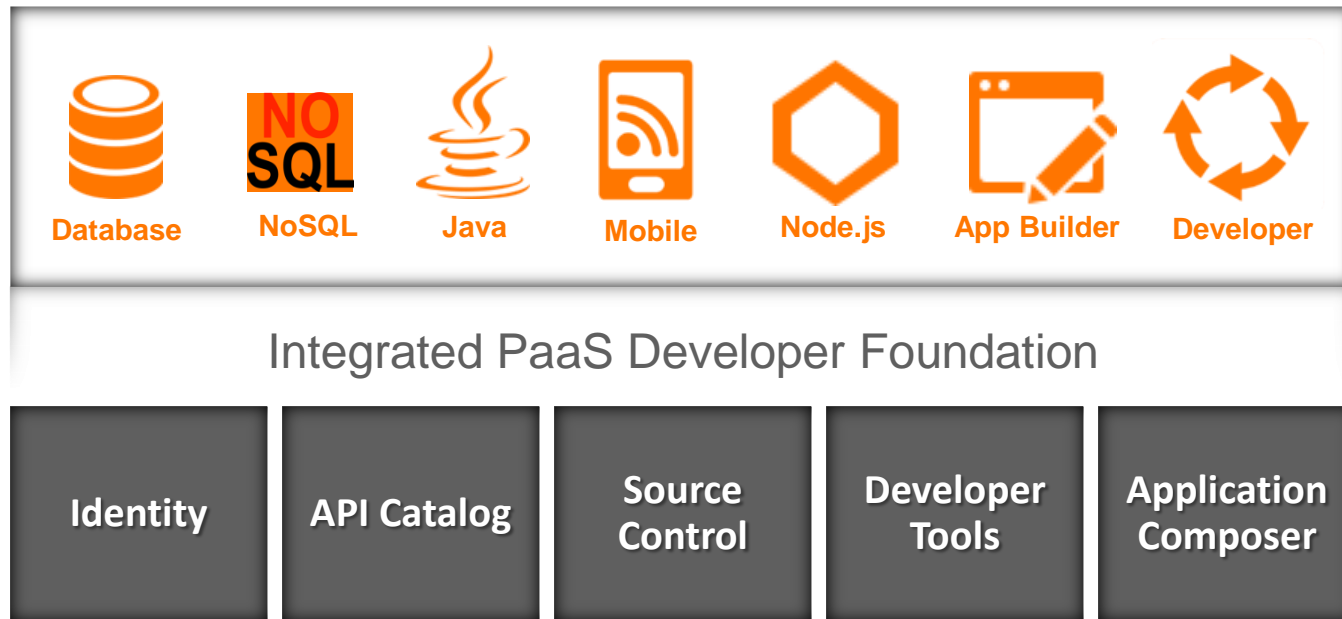 NO
SQL
Database NoSQL Java Mobile Node.js App Builder Developer
Integrated PaaS Developer Foundation
Identity
API Catalog
Source
Control
Developer
Tools
Application
Composer